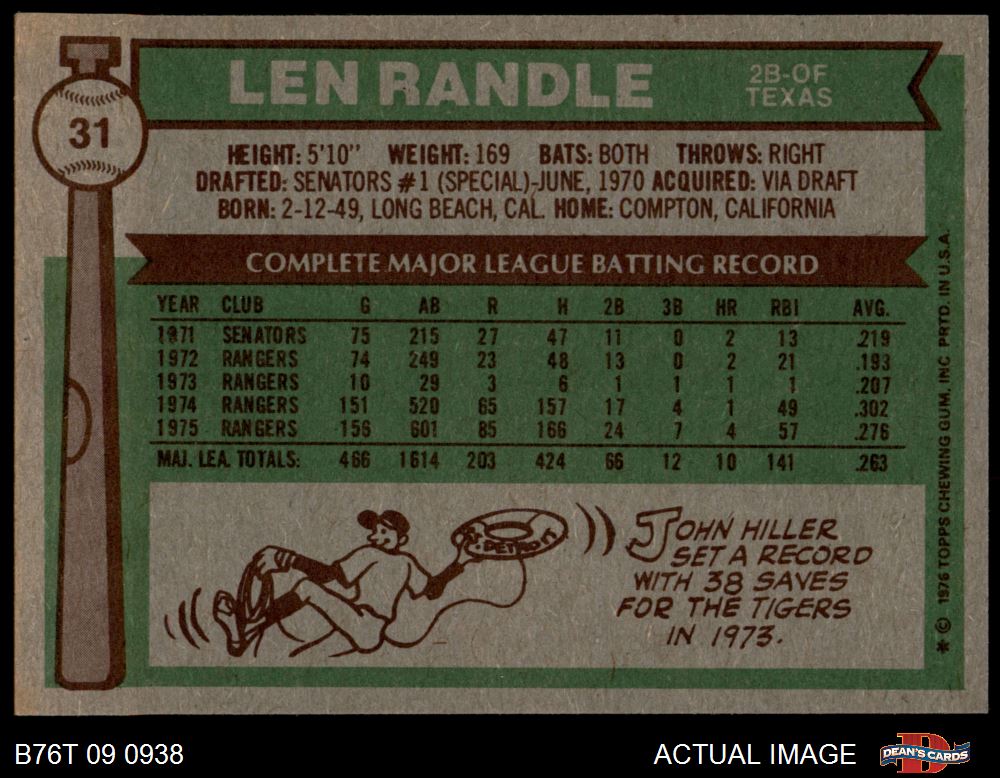 LEN RANDLE
2B-OF
TEXAS
31
HEIGHT: 5'10" WEIGHT: 169 BATS: BOTH THROWS: RIGHT
DRAFTED: SENATORS #1 (SPECIAL)-JUNE, 1970 ACQUIRED: VIA DRAFT
BORN: 2-12-49, LONG BEACH, CAL. HOME: COMPTON, CALIFORNIA
COMPLETE MAJOR LEAGUE BATTING RECORD
YEAR CLUB G AB R H 2B 3B HR RBI AVG.
1971 SENATORS 75 215 27 47 11 0 2 13 .219
1972 RANGERS 74 249 23 48 13 0 2 21 .193
1973 RANGERS 10 29 3 6 1 1 1 1 .207
1974 RANGERS 151 520 65 157 17 4 1 49 .302
1975 RANGERS 156 601 85 166 24 7 4 57 .276
MAJ. LEA. TOTALS: 466 1614 203 424 66 12 10 141 .263
DETROIT
JOHN HILLER
SET A RECORD
WITH 38 SAVES
FOR THE TIGERS
IN 1973.
* © 1976 TOPPS CHEWING GUM, INC PRTD. IN U.S.A.
B76T 09 0938
ACTUAL IMAGE
DEAN'S CARDS